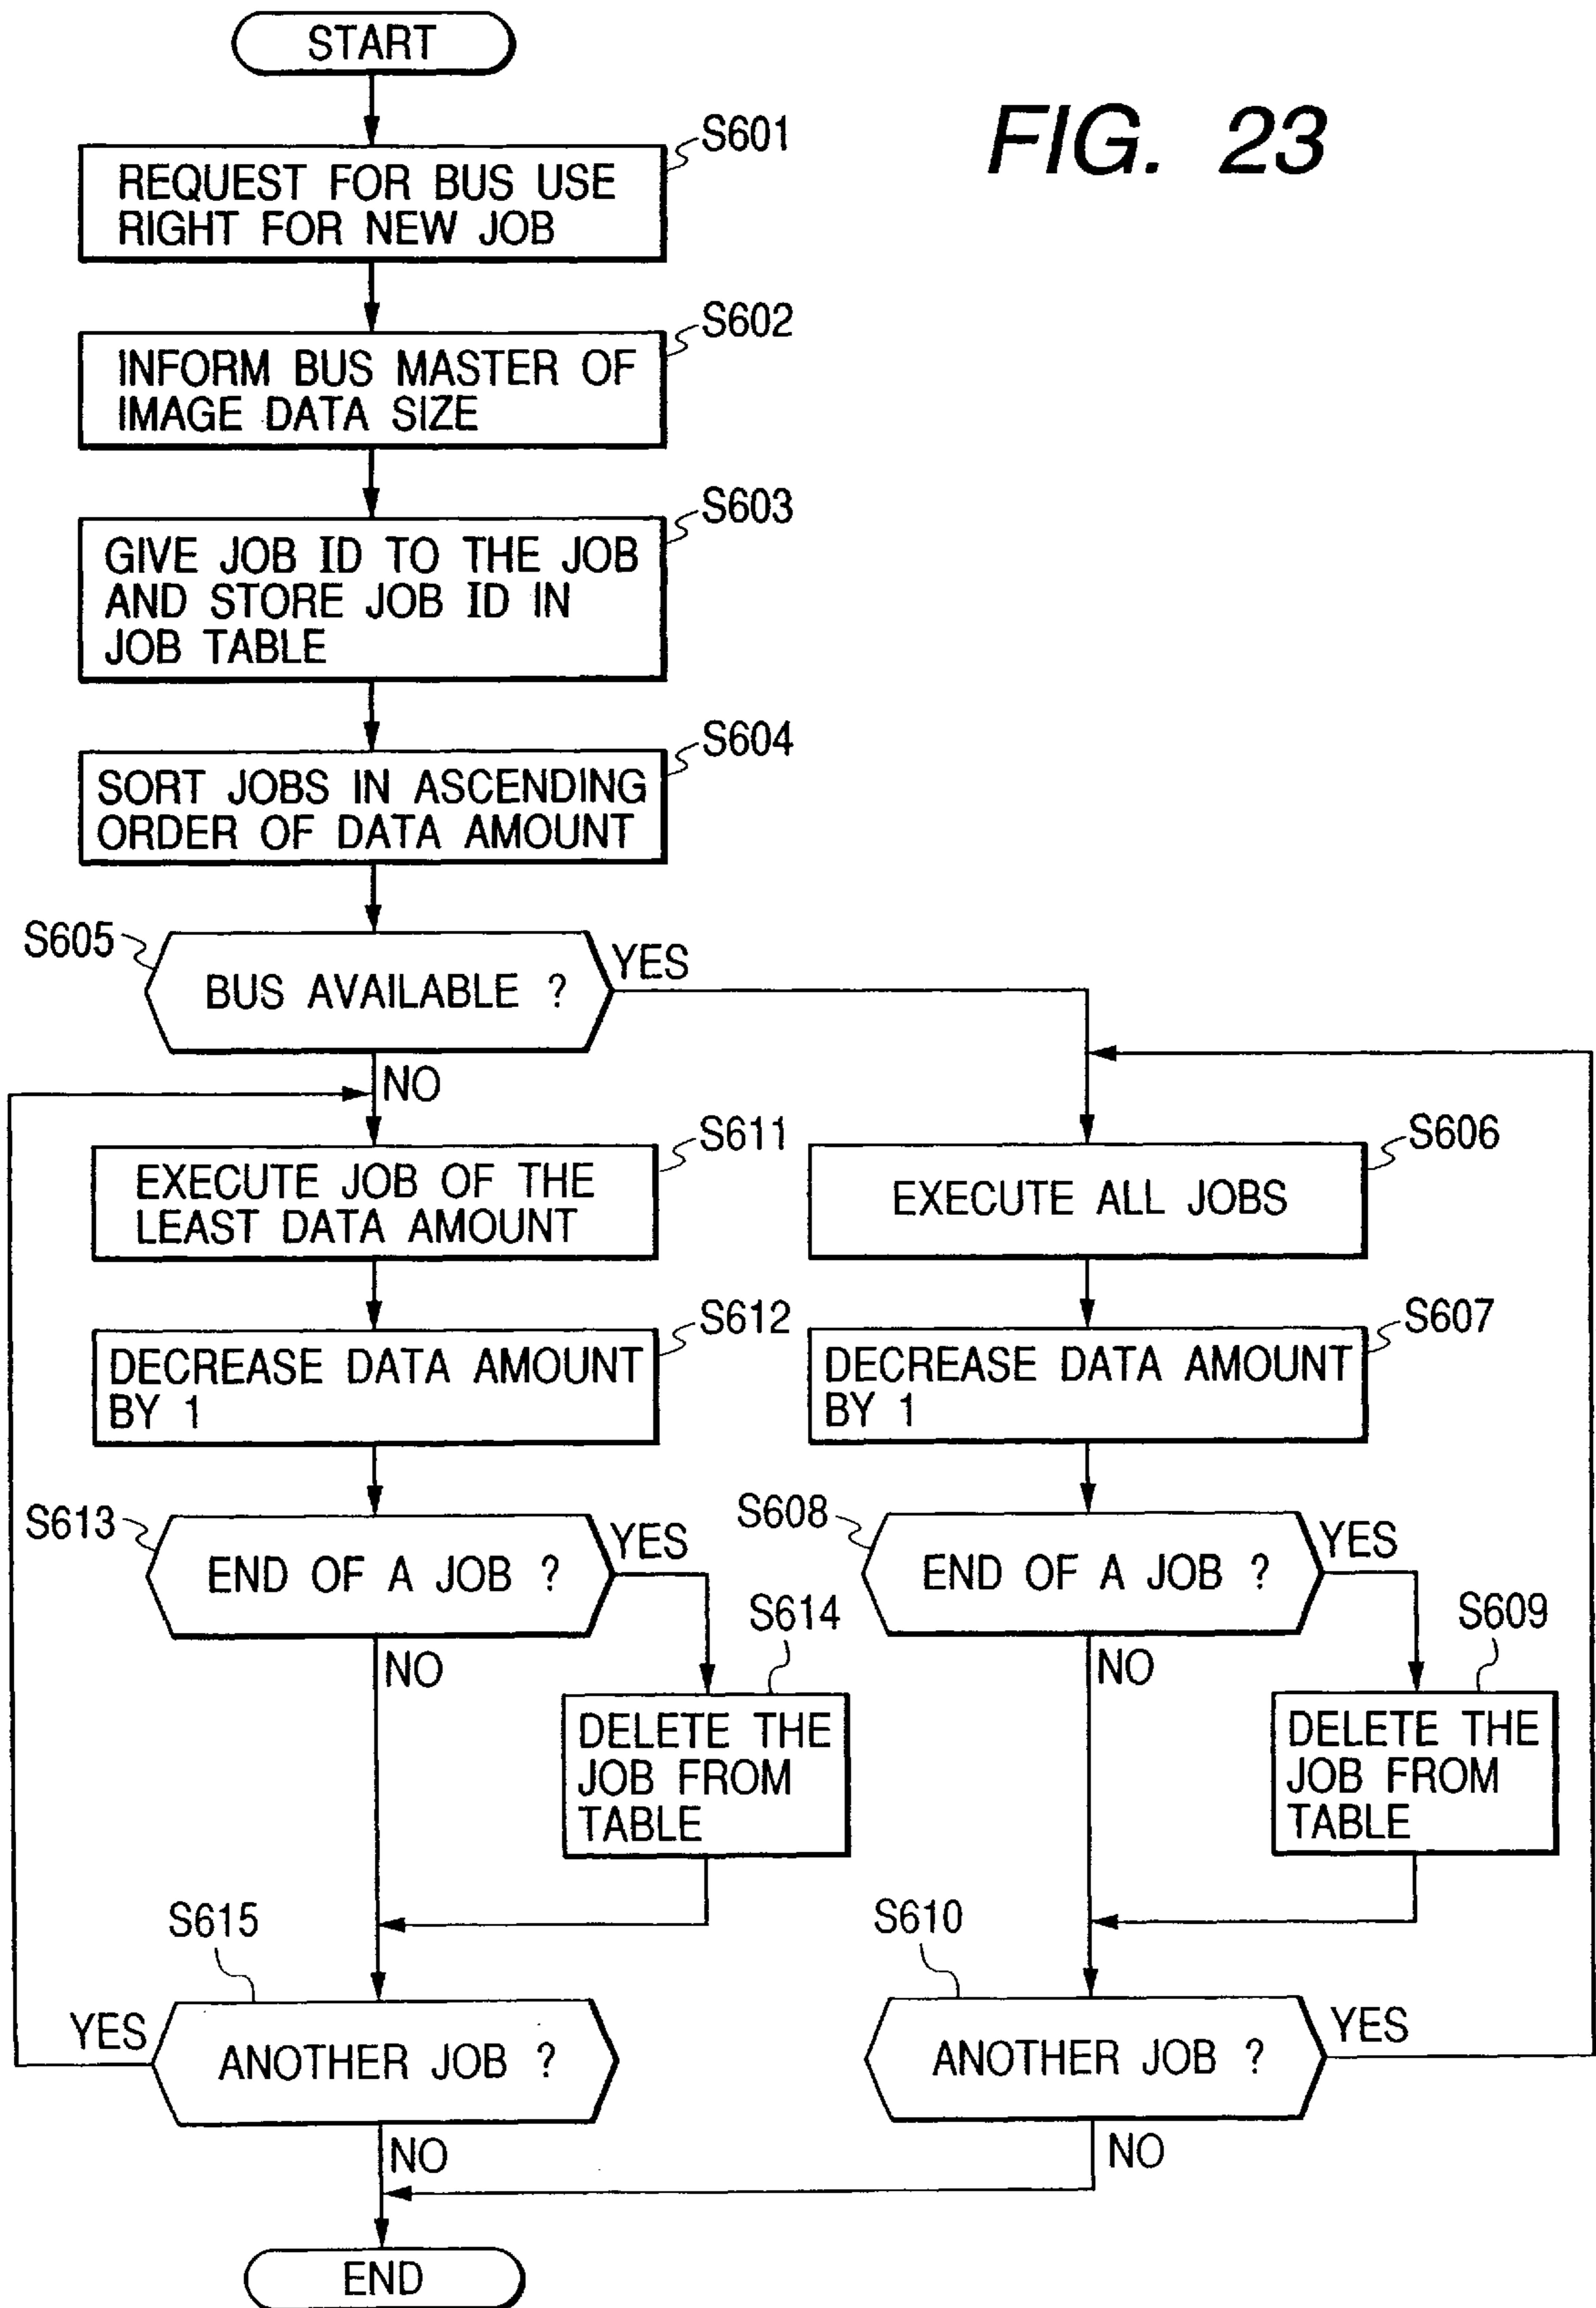 START
FIG. 23
S601
REQUEST FOR BUS USE
RIGHT FOR NEW JOB
S602
INFORM BUS MASTER OF
IMAGE DATA SIZE
S603
GIVE JOB ID TO THE JOB
AND STORE JOB ID IN
JOB TABLE
S604
SORT JOBS IN ASCENDING
ORDER OF DATA AMOUNT
S605
BUS AVAILABLE ?
YES
NO
S611
EXECUTE JOB OF THE
LEAST DATA AMOUNT
S606
EXECUTE ALL JOBS
S612
DECREASE DATA AMOUNT
BY 1
S607
DECREASE DATA AMOUNT
BY 1
S613
END OF A JOB ?
YES
NO
S614
DELETE THE
JOB FROM
TABLE
S608
END OF A JOB ?
YES
NO
S609
DELETE THE
JOB FROM
TABLE
S615
YES
ANOTHER JOB ?
NO
S610
ANOTHER JOB ?
YES
NO
END